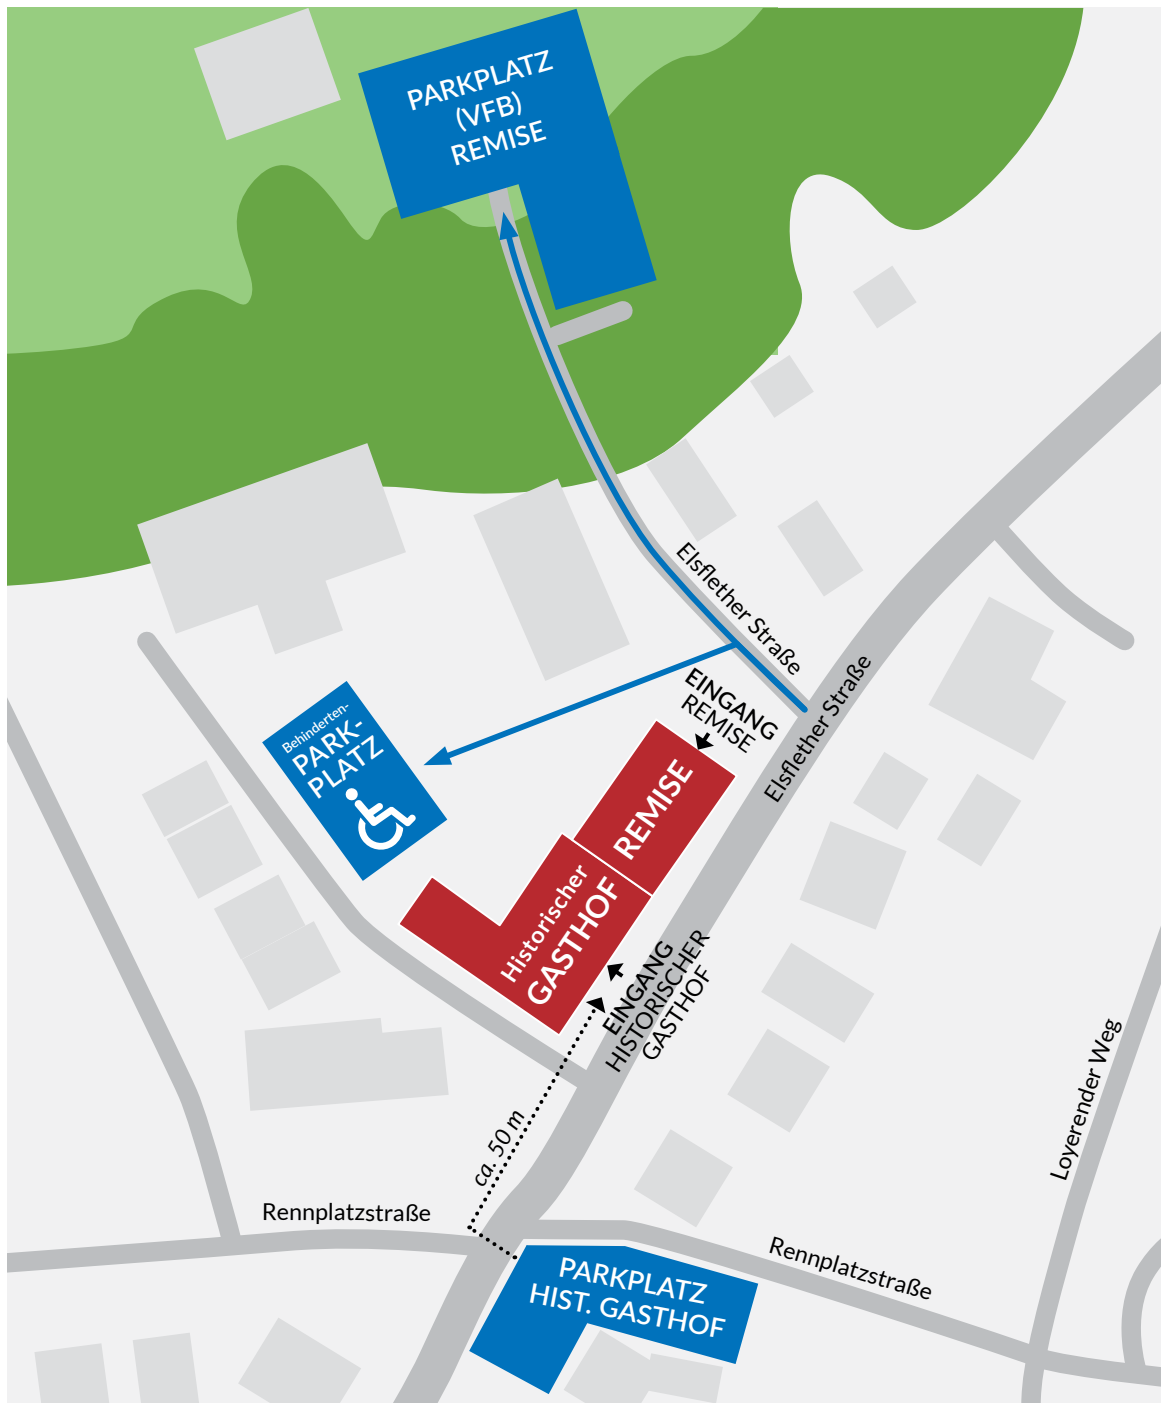 PARKPLATZ
(VFB)
REMISE
Elsflether Straße
Elsflether Straße
EINGANG
REMISE
Behinderten-
PARK-
PLATZ
REMISE
Historischer
GASTHOF
EINGANG
HISTORISCHER
GASTHOF
Loyerender Weg
ca. 50 m
Rennplatzstraße
Rennplatzstraße
PARKPLATZ
HIST. GASTHOF